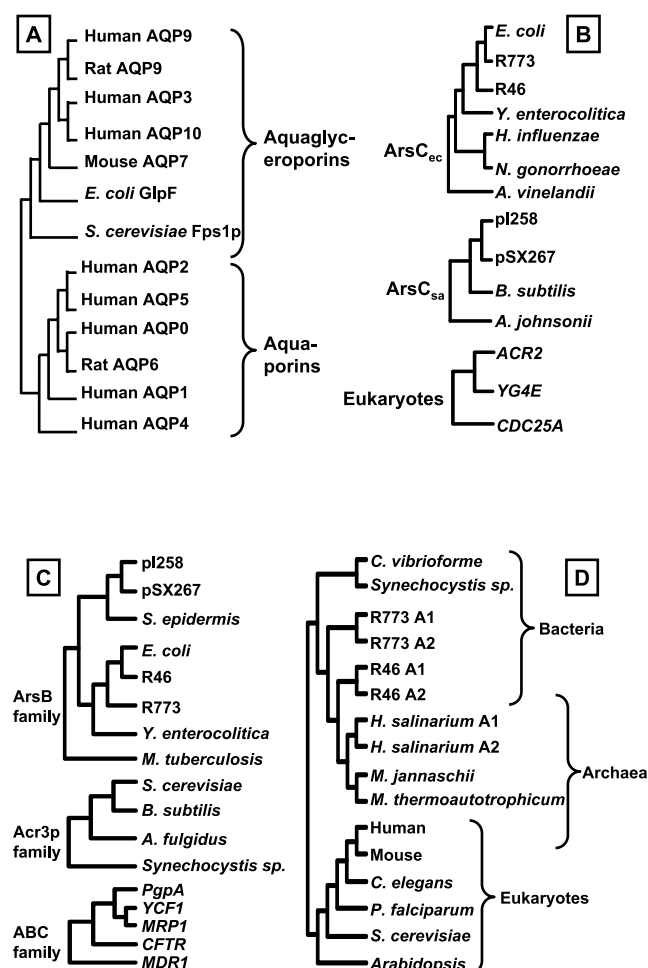 A
Human AQP9
Rat AQP9
Human AQP3
Human AQP10
Mouse AQP7
E. coli GlpF
S. cerevisiae Fps1p
Aquaglyc-
eroporins
Human AQP2
Human AQP5
Human AQP0
Rat AQP6
Human AQP1
Human AQP4
Aqua-
porins
B
E. coli
R773
R46
Y. enterocolitica
H. influenzae
N. gonorrhoeae
A. vinelandii
ArsCec
pI258
pSX267
B. subtilis
A. johnsonii
ArsCsa
ACR2
YG4E
CDC25A
Eukaryotes
C
pI258
pSX267
S. epidermis
E. coli
R46
R773
Y. enterocolitica
M. tuberculosis
ArsB
family
S. cerevisiae
B. subtilis
A. fulgidus
Synechocystis sp.
Acr3p
family
PgpA
YCF1
MRP1
CFTR
MDR1
ABC
family
D
C. vibrioforme
Synechocystis sp.
R773 A1
R773 A2
R46 A1
R46 A2
Bacteria
H. salinarium A1
H. salinarium A2
M. jannaschii
M. thermoautotrophicum
Archaea
Human
Mouse
C. elegans
P. falciparum
S. cerevisiae
Arabidopsis
Eukaryotes